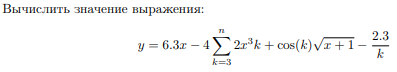 Вычислить значение выражения:
y = 6.3x − 4 ∑_{k=3}^{n} 2x³k + cos(k)√(x + 1) − 2.3/k